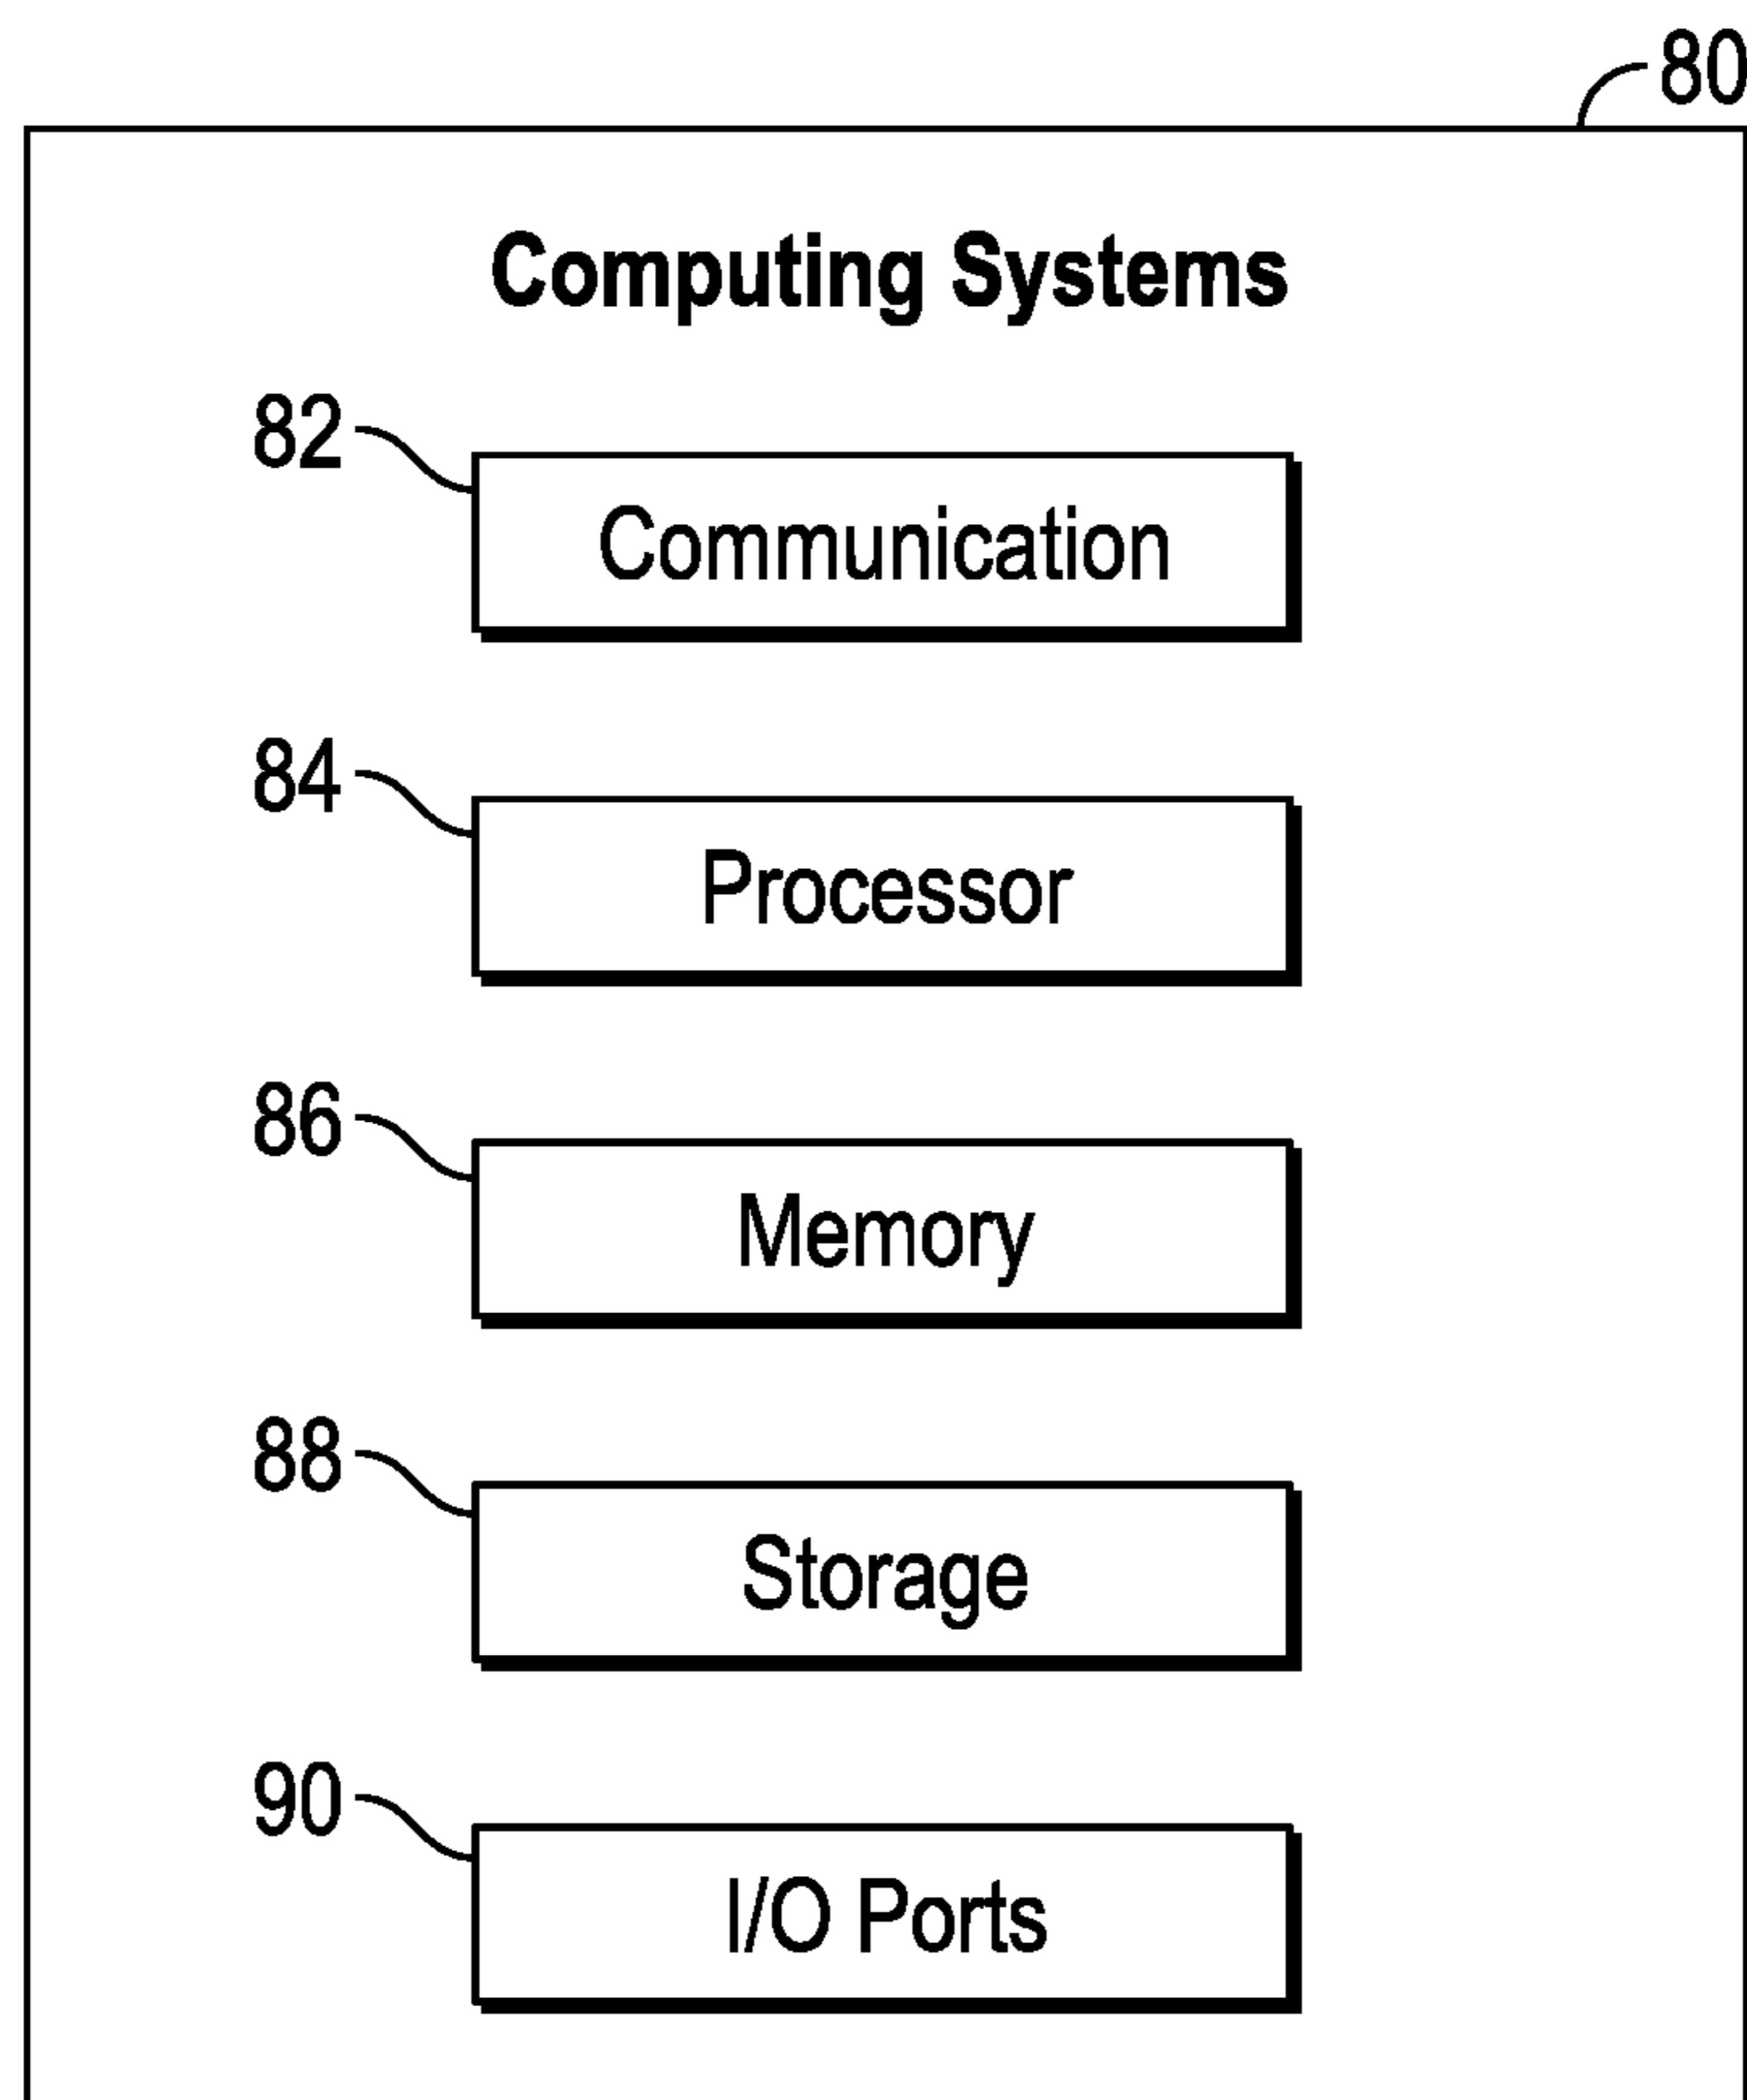 80
Computing Systems
82
Communication
84
Processor
86
Memory
88
Storage
90
I/O Ports